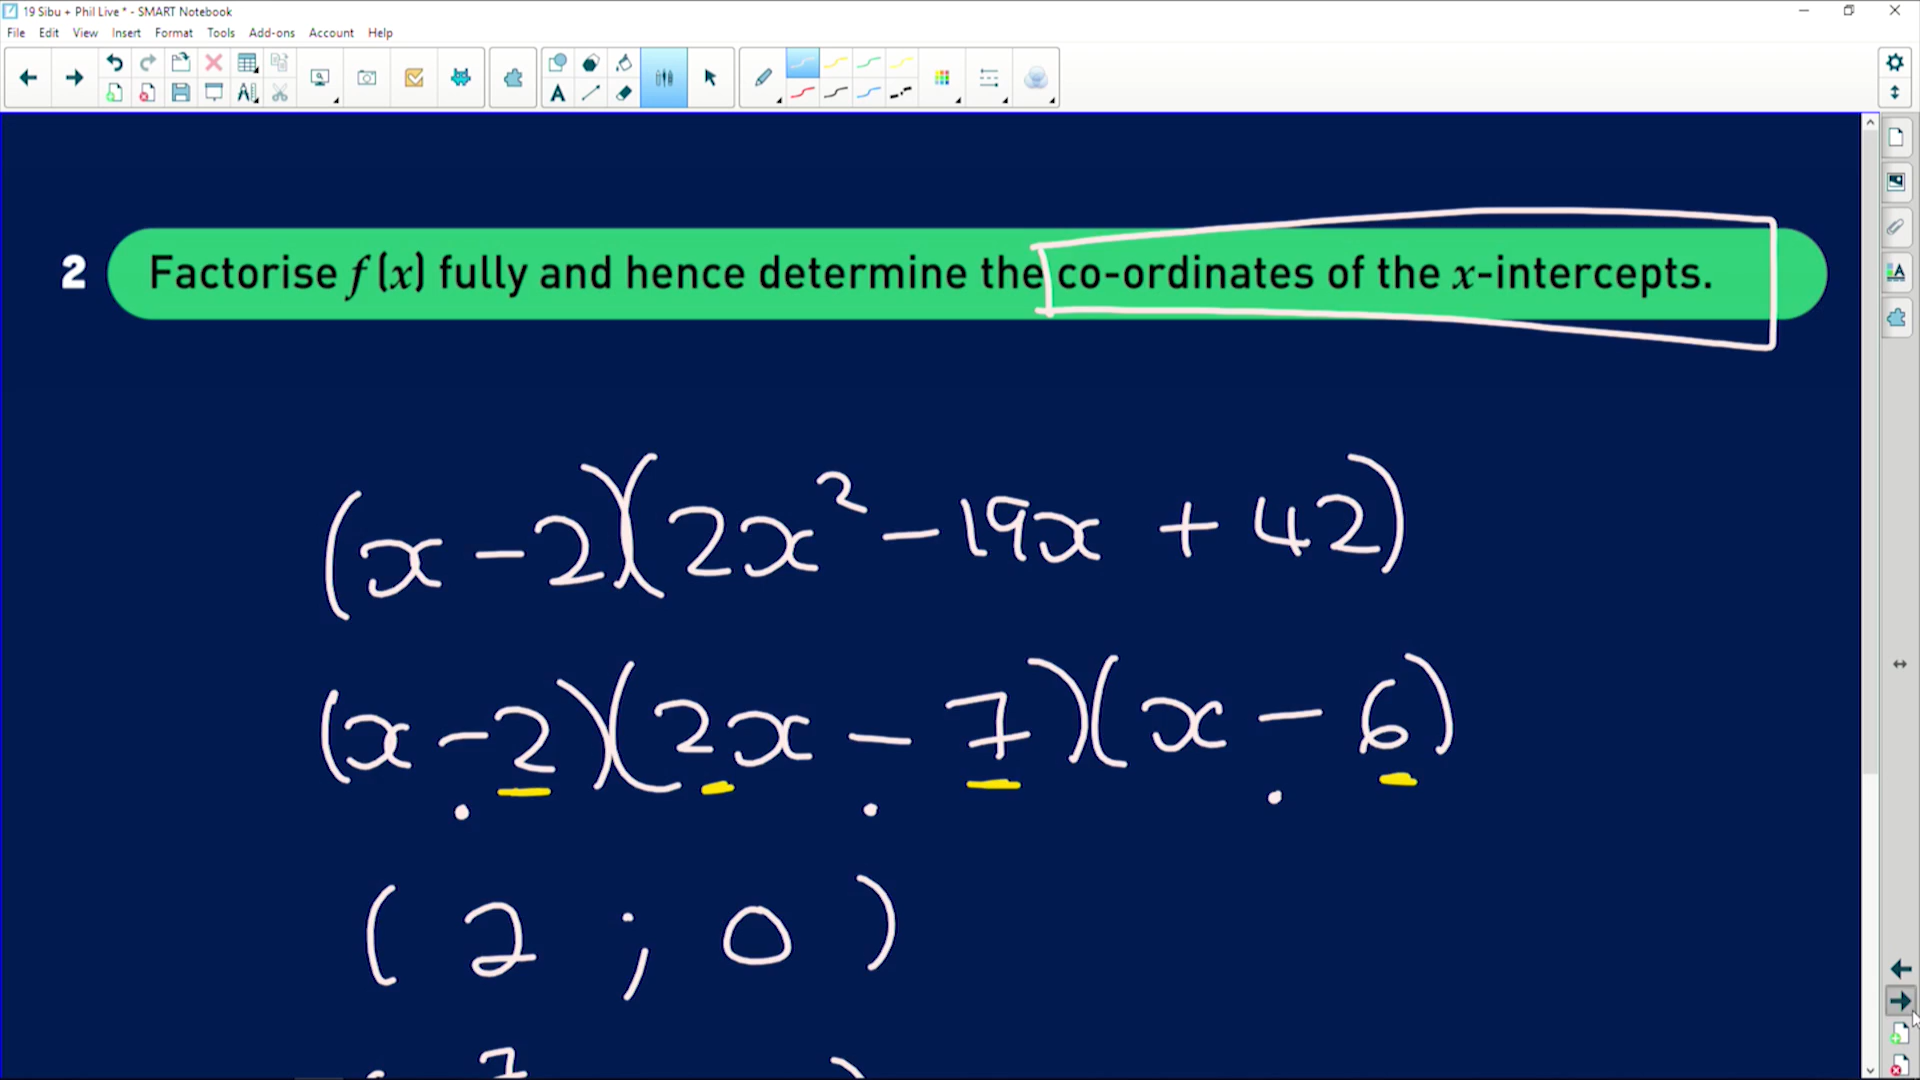 19 Sibu + Phil Live * - SMART Notebook
File Edit View Insert Format Tools Add-ons Account Help
2 Factorise f (x) fully and hence determine the co-ordinates of the x-intercepts.
(x - 2)(2x² - 19x + 42)
(x - 2)(2x - 7)(x - 6)
( 2 ; 0 )